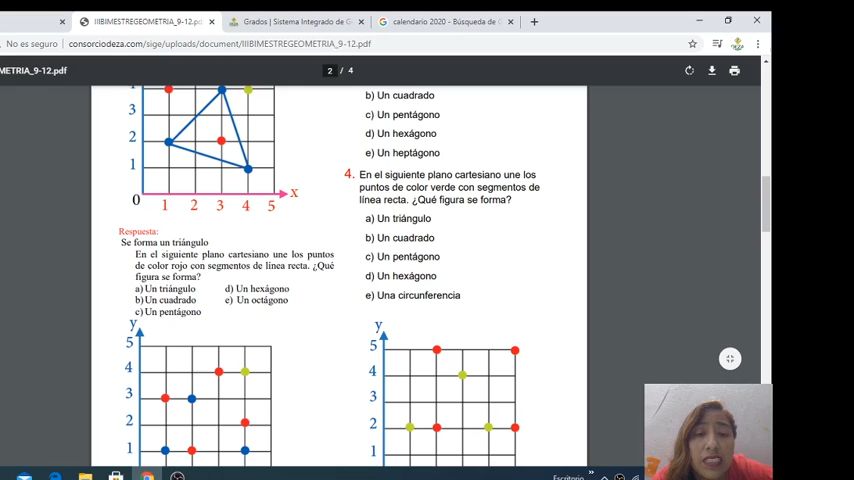 IIIBIMESTREGEOMETRIA_9-12.pd
Grados | Sistema Integrado de G
calendario 2020 - Búsqueda de G
No es seguro | consorciodeza.com/sige/uploads/document/IIIBIMESTREGEOMETRIA_9-12.pdf
METRIA_9-12.pdf
2 / 4
3
2
1
0
1 2 3 4 5
x
Respuesta:
Se forma un triángulo
En el siguiente plano cartesiano une los puntos
de color rojo con segmentos de línea recta. ¿Qué
figura se forma?
a) Un triángulo d) Un hexágono
b) Un cuadrado e) Un octágono
c) Un pentágono
y
5
4
3
2
1
b) Un cuadrado
c) Un pentágono
d) Un hexágono
e) Un heptágono
4. En el siguiente plano cartesiano une los
puntos de color verde con segmentos de
línea recta. ¿Qué figura se forma?
a) Un triángulo
b) Un cuadrado
c) Un pentágono
d) Un hexágono
e) Una circunferencia
y
5
4
3
2
1
Escritorio